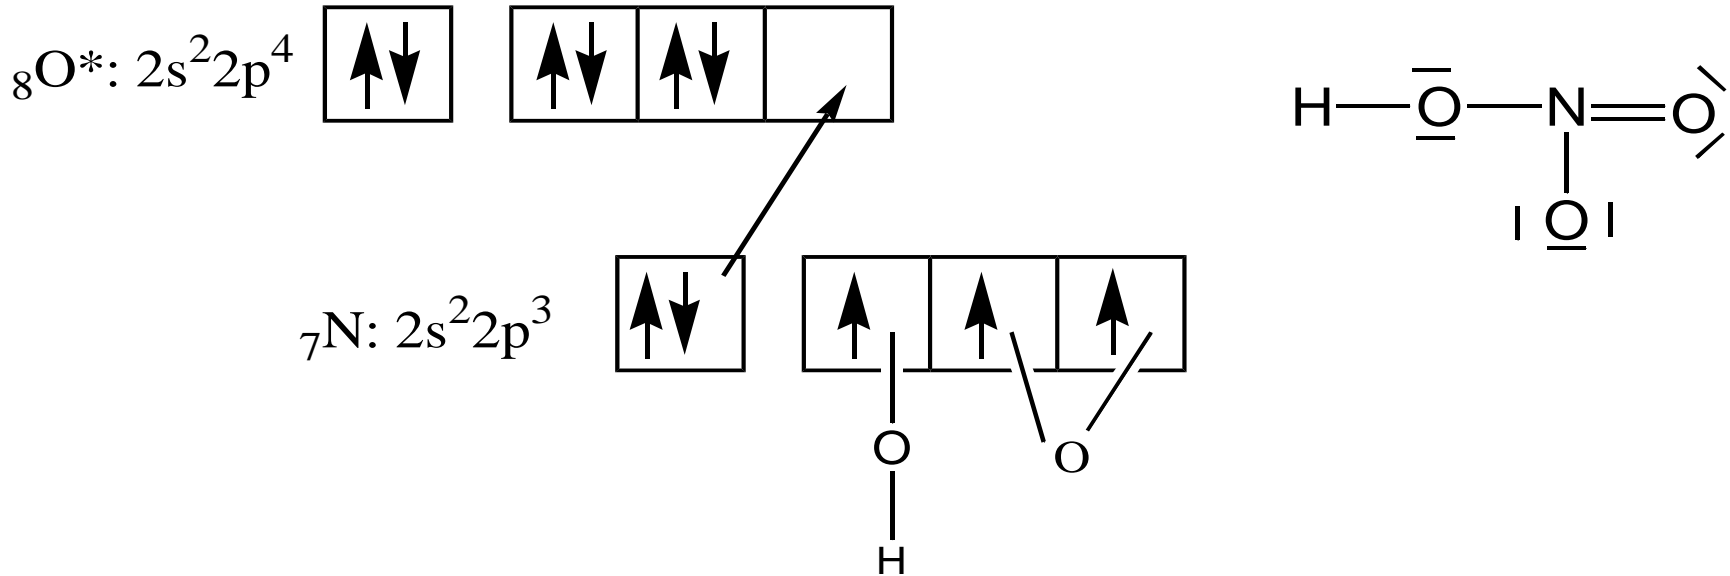 ₈O*: 2s²2p⁴
H O N O
O
₇N: 2s²2p³
O O
H